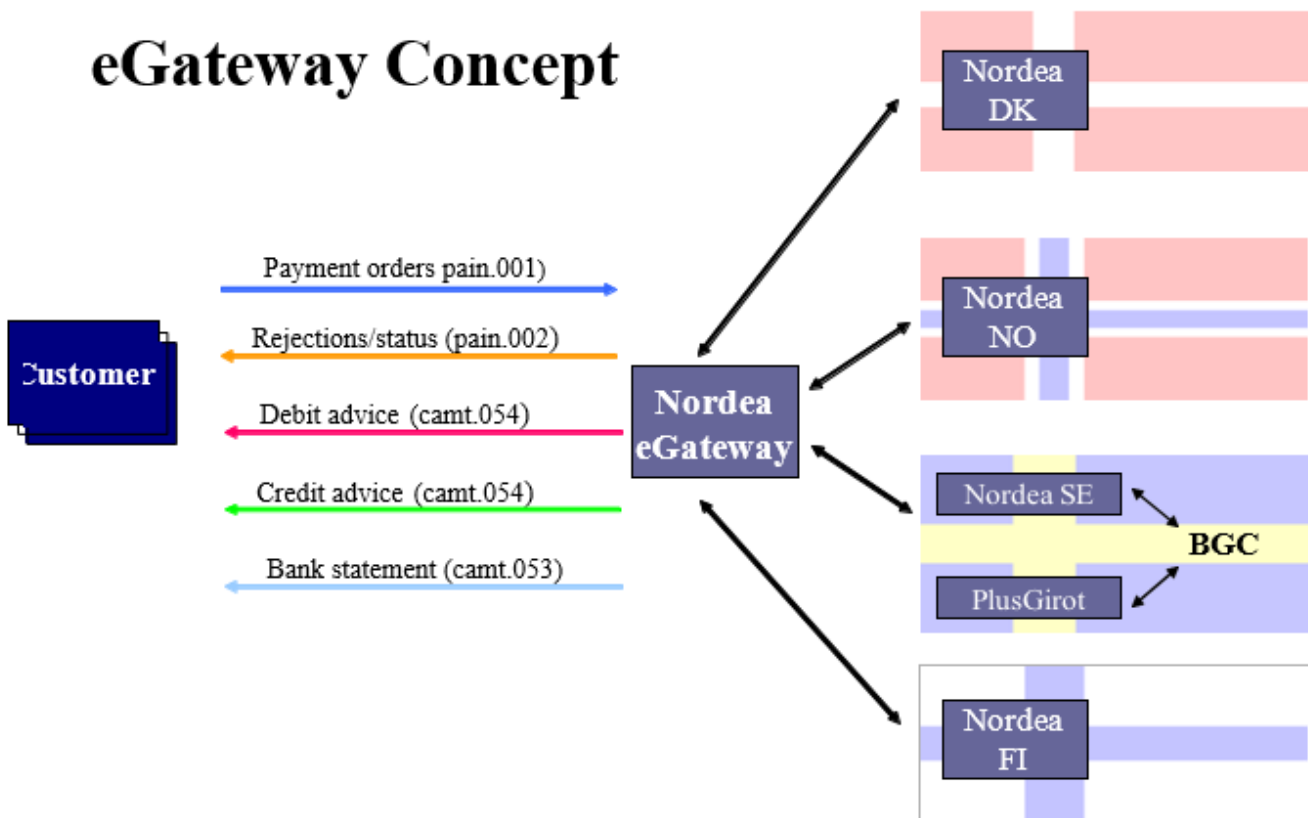 eGateway Concept
Payment orders pain.001)
Rejections/status (pain.002)
Debit advice (camt.054)
Credit advice (camt.054)
Bank statement (camt.053)
Customer
Nordea
eGateway
Nordea
DK
Nordea
NO
Nordea SE
BGC
PlusGirot
Nordea
FI